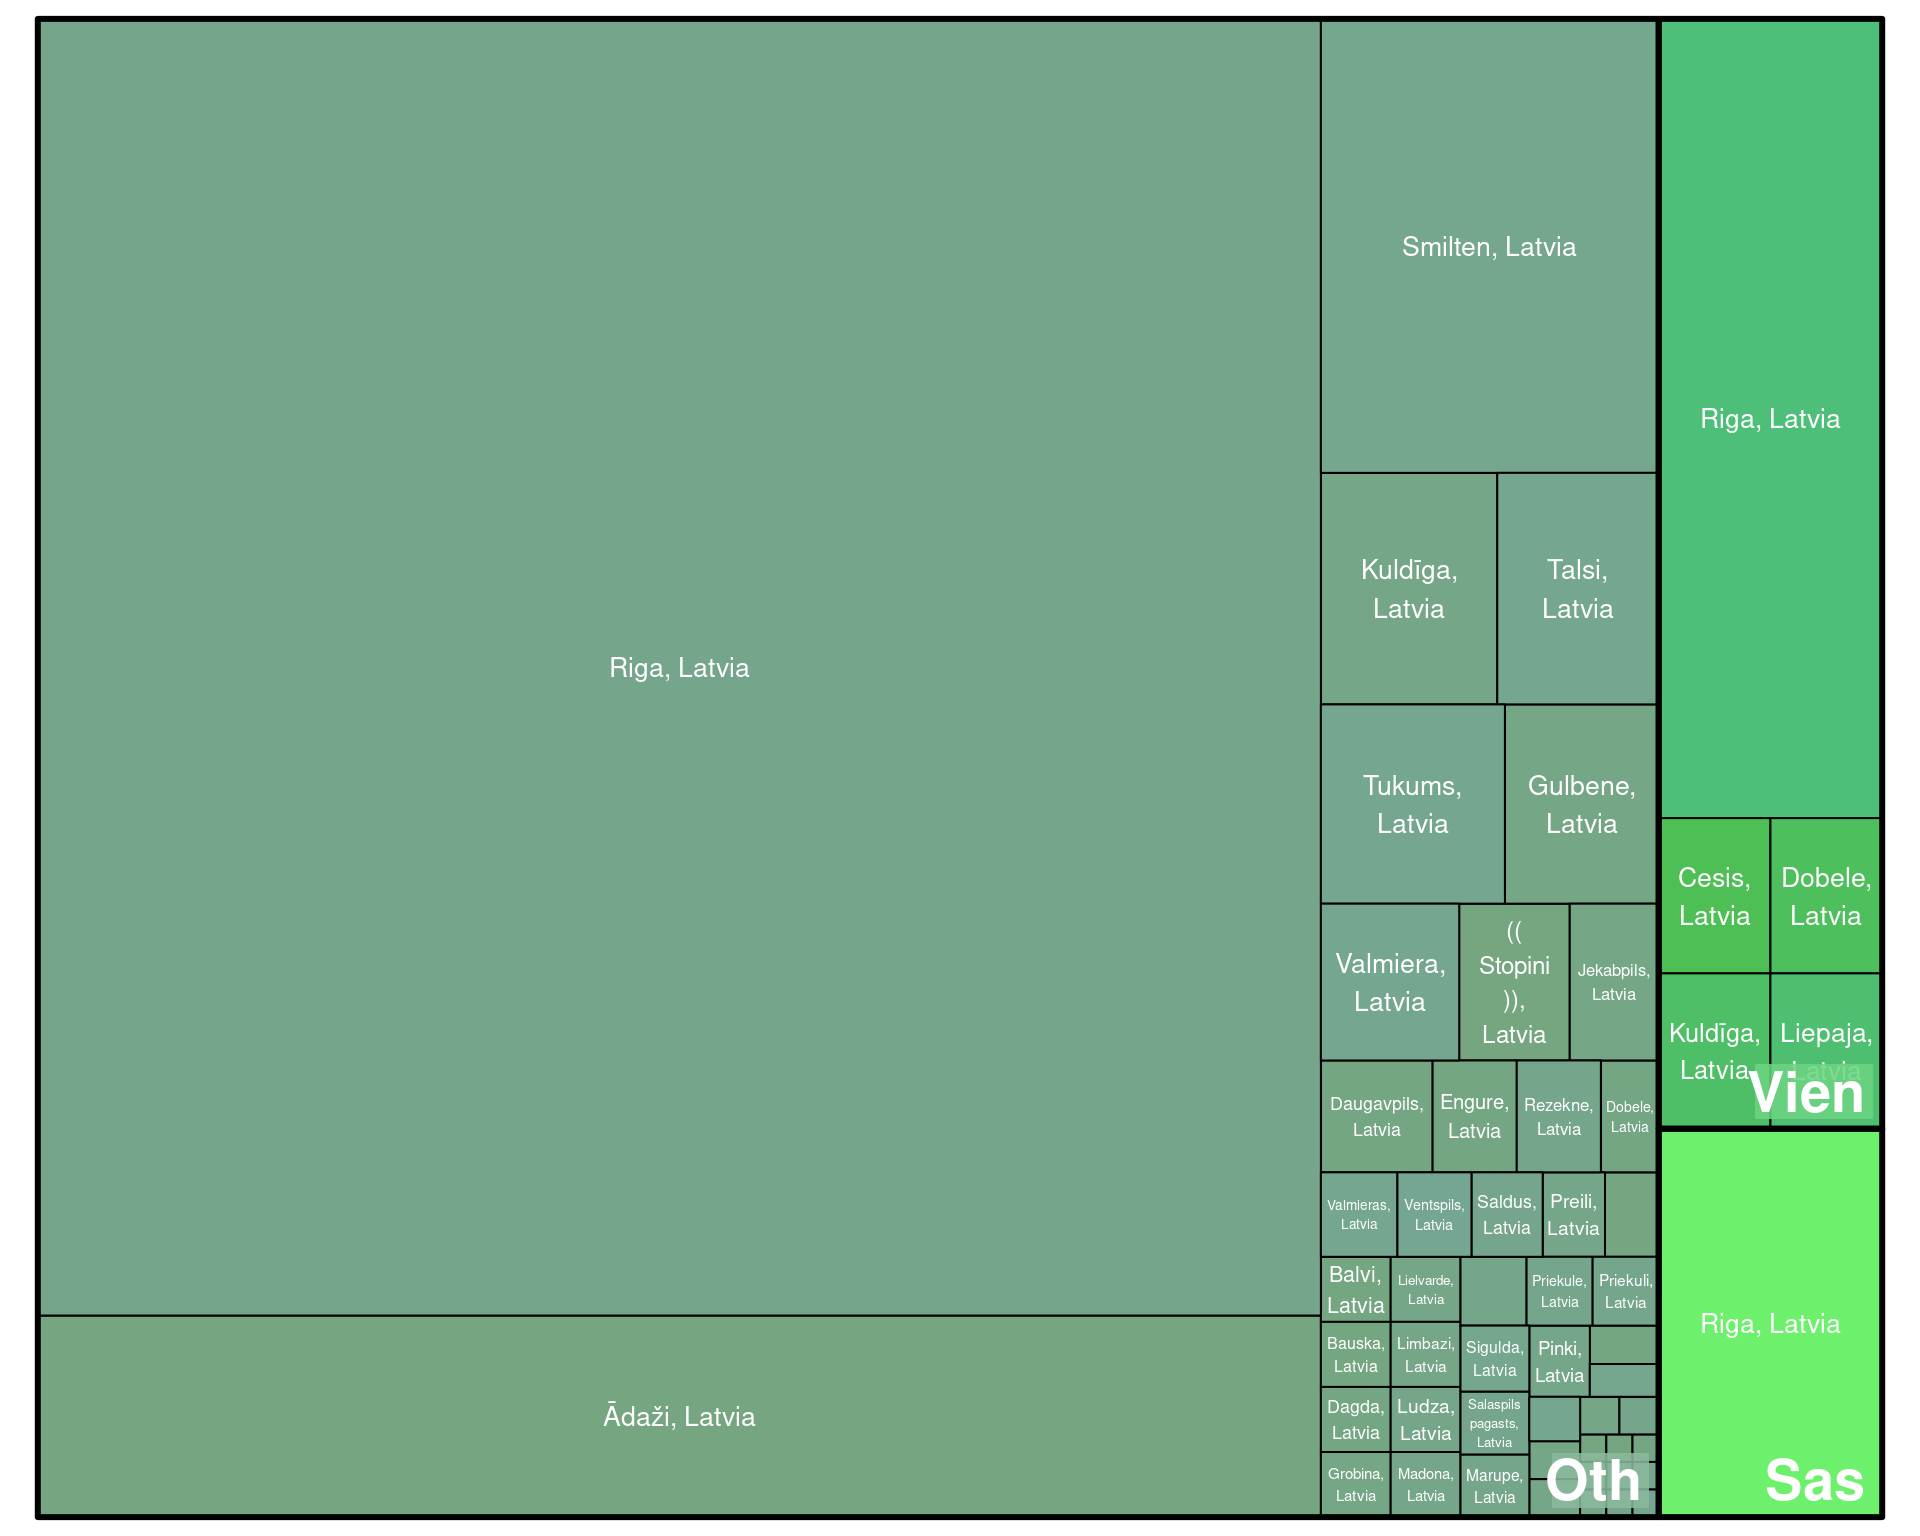 Riga, Latvia
Ādaži, Latvia
Smilten, Latvia
Kuldīga,
Latvia
Talsi,
Latvia
Tukums,
Latvia
Gulbene,
Latvia
Valmiera,
Latvia
((
Stopini
)),
Latvia
Jekabpils,
Latvia
Daugavpils,
Latvia
Engure,
Latvia
Rezekne,
Latvia
Dobele,
Latvia
Valmieras,
Latvia
Ventspils,
Latvia
Saldus,
Latvia
Preili,
Latvia
Balvi,
Latvia
Lielvarde,
Latvia
Priekule,
Latvia
Priekuli,
Latvia
Bauska,
Latvia
Limbazi,
Latvia
Sigulda,
Latvia
Pinki,
Latvia
Dagda,
Latvia
Ludza,
Latvia
Salaspils
pagasts,
Latvia
Grobina,
Latvia
Madona,
Latvia
Marupe,
Latvia
Oth
Riga, Latvia
Cesis,
Latvia
Dobele,
Latvia
Kuldīga,
Latvia
Liepaja,
Latvia
Vien
Riga, Latvia
Sas